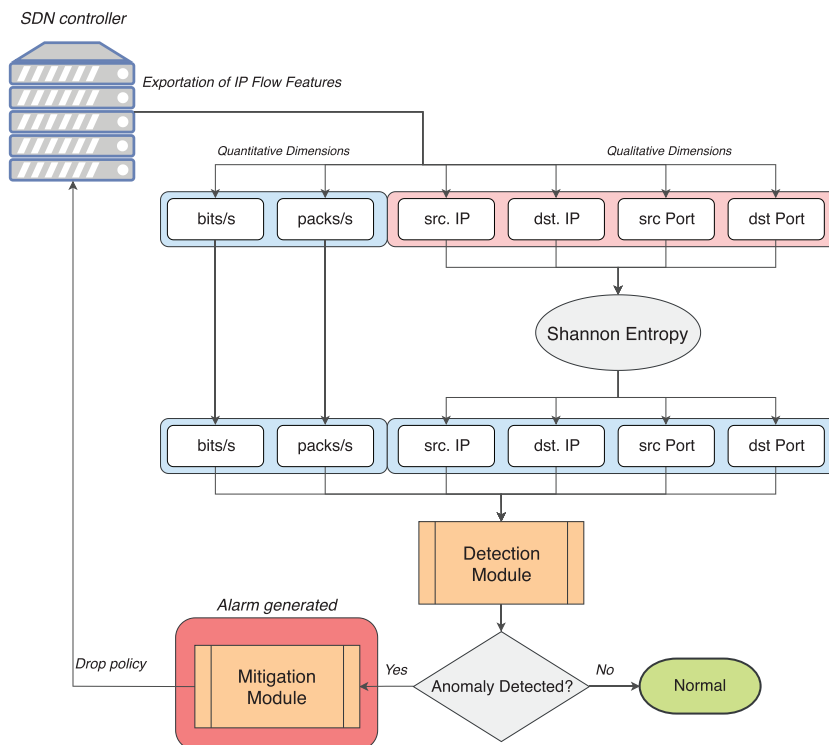 SDN controller
Exportation of IP Flow Features
Quantitative Dimensions
Qualitative Dimensions
bits/s
packs/s
src. IP
dst. IP
src Port
dst Port
Shannon Entropy
bits/s
packs/s
src. IP
dst. IP
src Port
dst Port
Detection
Module
Alarm generated
Drop policy
Mitigation
Module
Yes
Anomaly Detected?
No
Normal